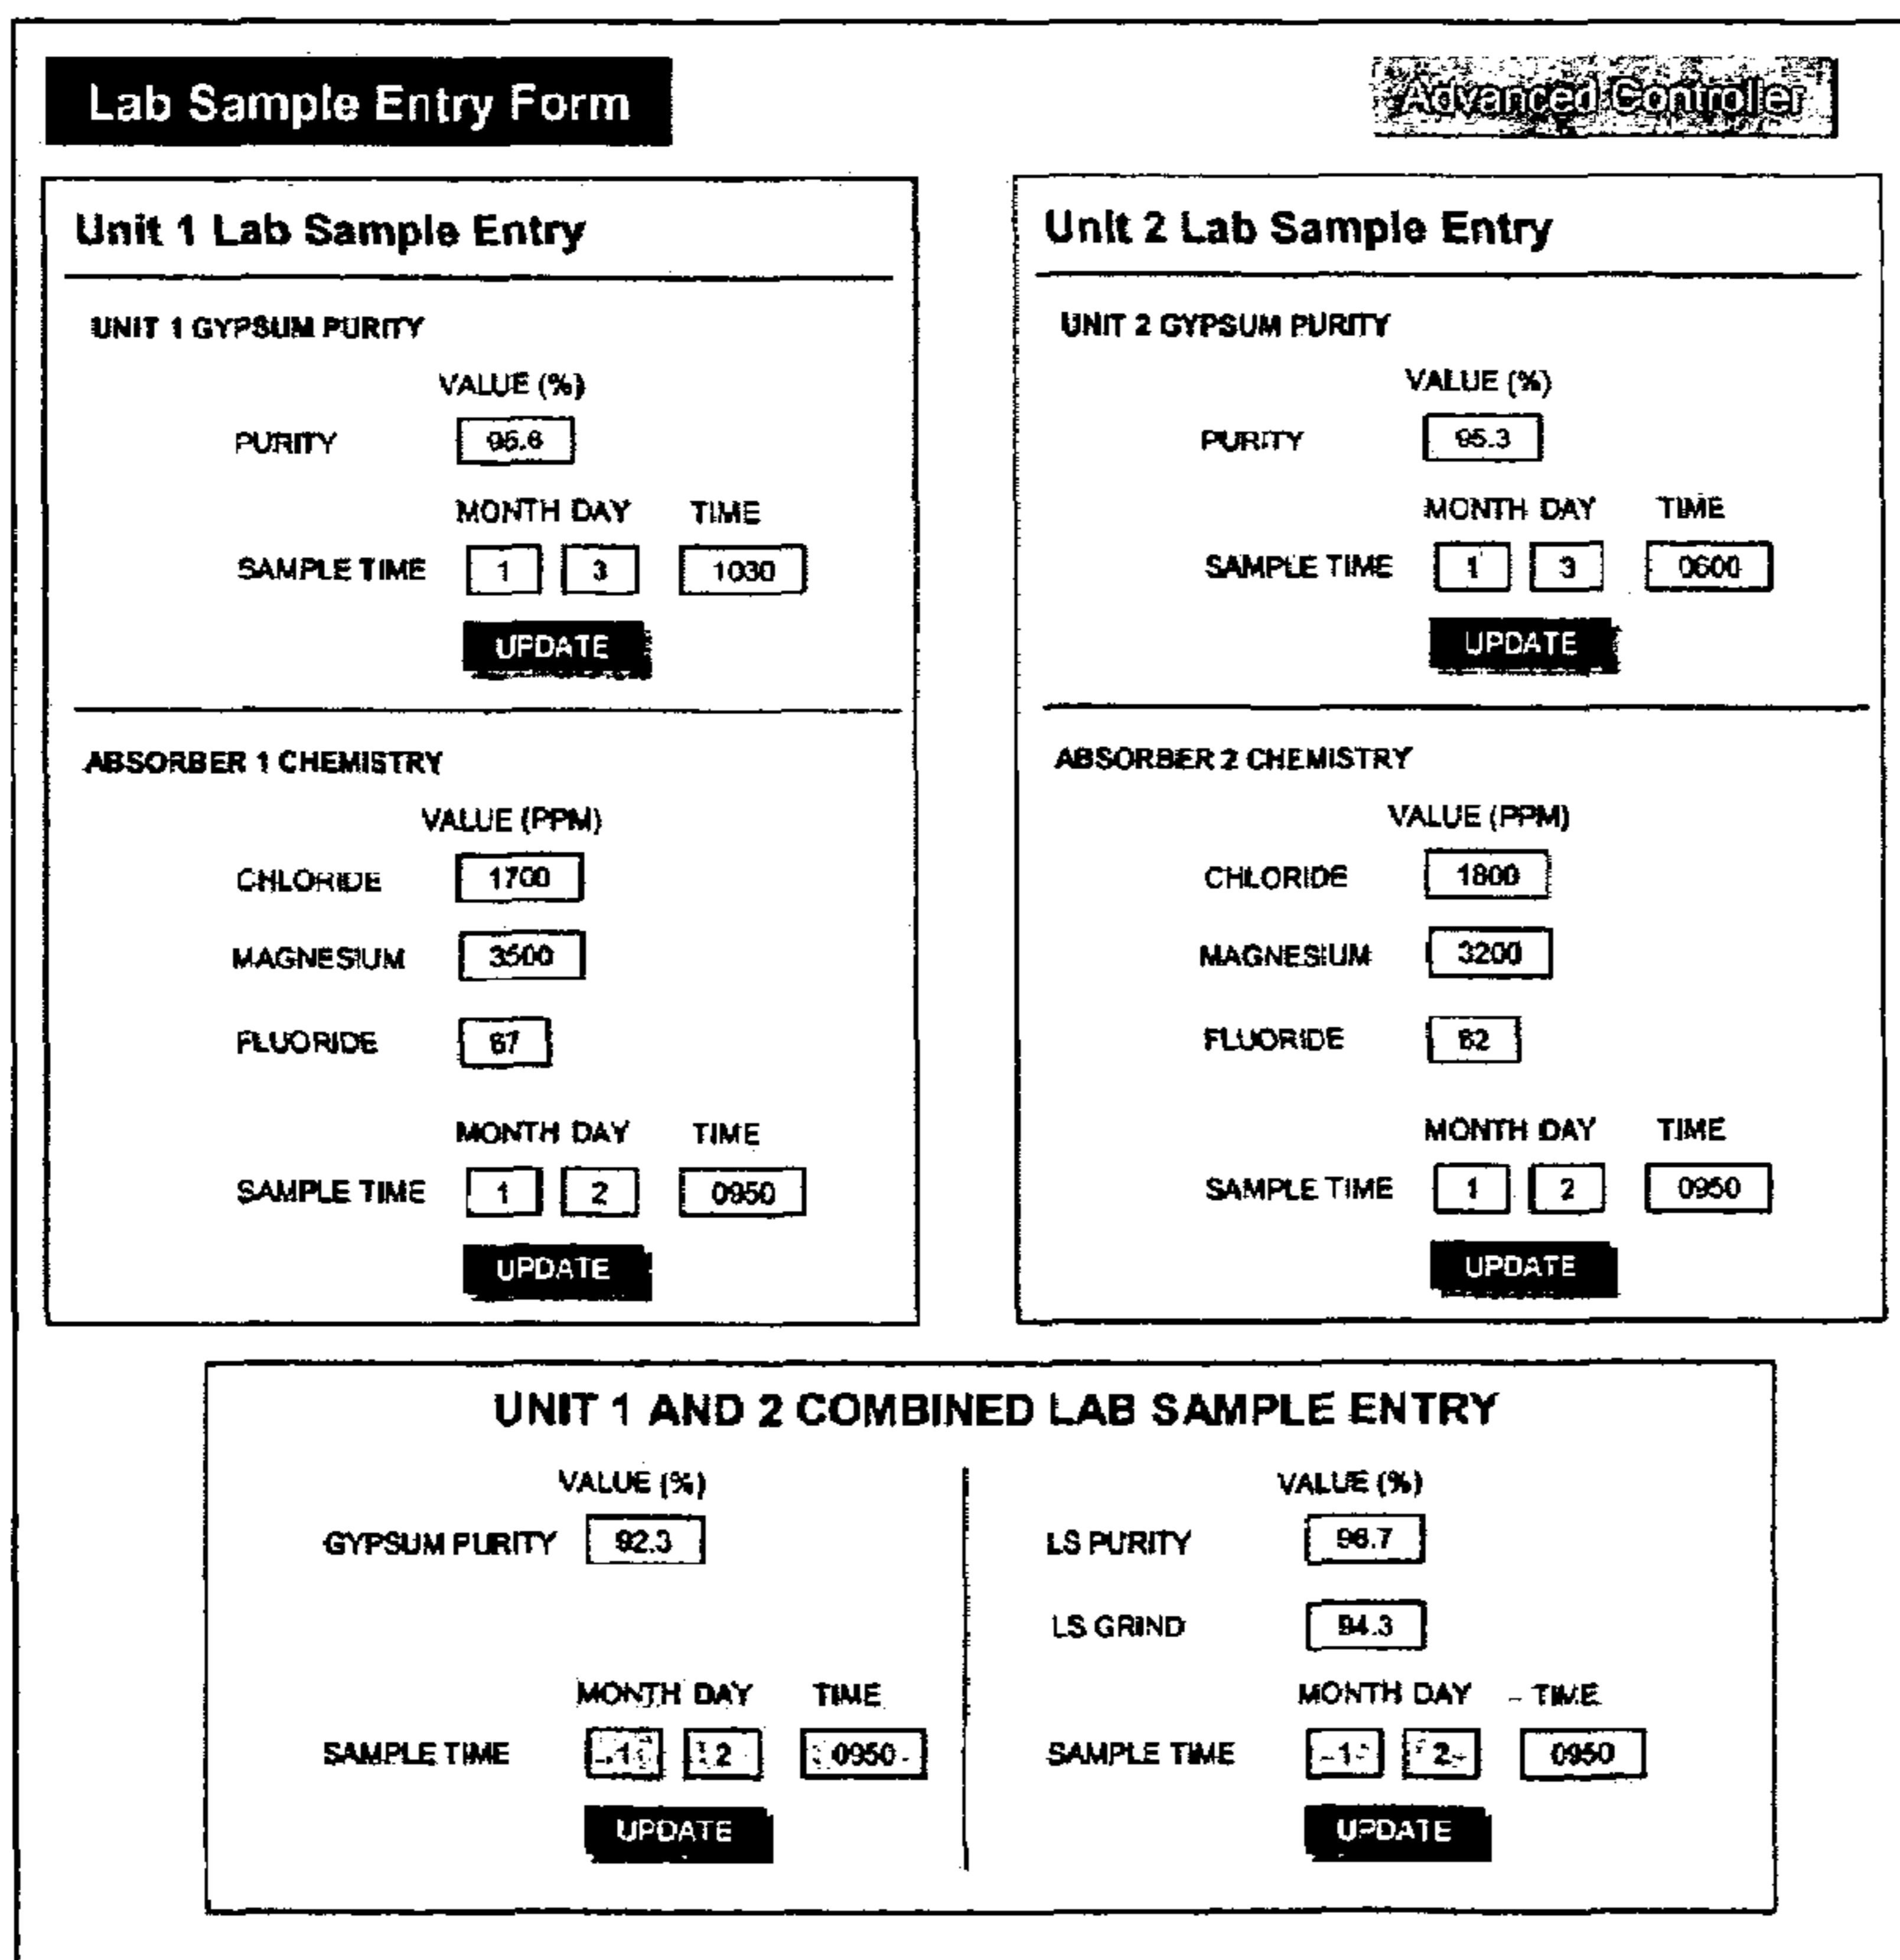 Lab Sample Entry Form
Advanced Controller
Unit 1 Lab Sample Entry
UNIT 1 GYPSUM PURITY
VALUE (%)
PURITY 95.6
MONTH DAY TIME
SAMPLE TIME 1 3 1030
UPDATE
ABSORBER 1 CHEMISTRY
VALUE (PPM)
CHLORIDE 1700
MAGNESIUM 3500
FLUORIDE
MONTH DAY TIME
SAMPLE TIME 1 2 0950
UPDATE
Unit 2 Lab Sample Entry
UNIT 2 GYPSUM PURITY
VALUE (%)
PURITY 95.3
MONTH DAY TIME
SAMPLE TIME 1 3 0600
UPDATE
ABSORBER 2 CHEMISTRY
VALUE (PPM)
CHLORIDE 1800
MAGNESIUM 3200
FLUORIDE
MONTH DAY TIME
SAMPLE TIME 1 2 0950
UPDATE
UNIT 1 AND 2 COMBINED LAB SAMPLE ENTRY
VALUE (%)
GYPSUM PURITY 92.3
MONTH DAY TIME
SAMPLE TIME 1 2 0950
UPDATE
VALUE (%)
LS PURITY
LS GRIND 94.3
MONTH DAY TIME
SAMPLE TIME 1 2 0950
UPDATE